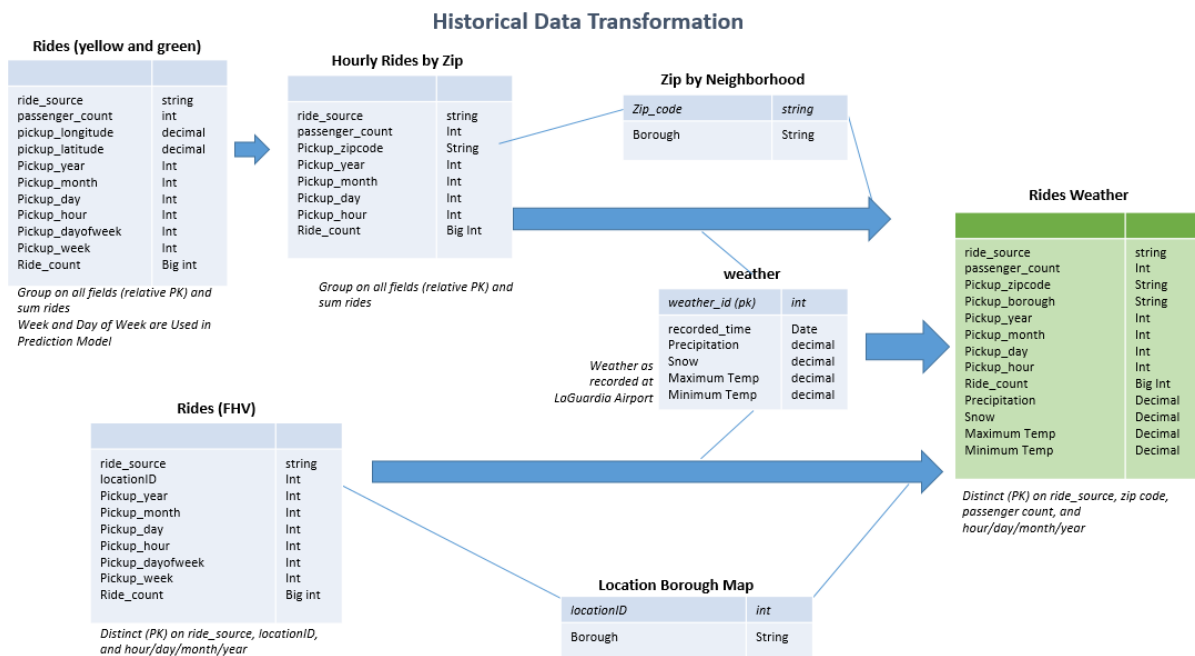 Historical Data Transformation
Rides (yellow and green)
ride_source string
passenger_count int
pickup_longitude decimal
pickup_latitude decimal
Pickup_year Int
Pickup_month Int
Pickup_day Int
Pickup_hour Int
Pickup_dayofweek Int
Pickup_week Int
Ride_count Big int
Group on all fields (relative PK) and
sum rides
Week and Day of Week are Used in
Prediction Model
Hourly Rides by Zip
ride_source string
passenger_count Int
Pickup_zipcode String
Pickup_year Int
Pickup_month Int
Pickup_day Int
Pickup_hour Int
Ride_count Big Int
Group on all fields (relative PK) and
sum rides
Zip by Neighborhood
Zip_code string
Borough String
weather
weather_id (pk) int
recorded_time Date
Precipitation decimal
Snow decimal
Maximum Temp decimal
Minimum Temp decimal
Weather as
recorded at
LaGuardia Airport
Rides Weather
ride_source string
passenger_count Int
Pickup_zipcode String
Pickup_borough String
Pickup_year Int
Pickup_month Int
Pickup_day Int
Pickup_hour Int
Ride_count Big Int
Precipitation Decimal
Snow Decimal
Maximum Temp Decimal
Minimum Temp Decimal
Distinct (PK) on ride_source, zip code,
passenger count, and
hour/day/month/year
Rides (FHV)
ride_source string
locationID Int
Pickup_year Int
Pickup_month Int
Pickup_day Int
Pickup_hour Int
Pickup_dayofweek Int
Pickup_week Int
Ride_count Big int
Distinct (PK) on ride_source, locationID,
and hour/day/month/year
Location Borough Map
locationID int
Borough String